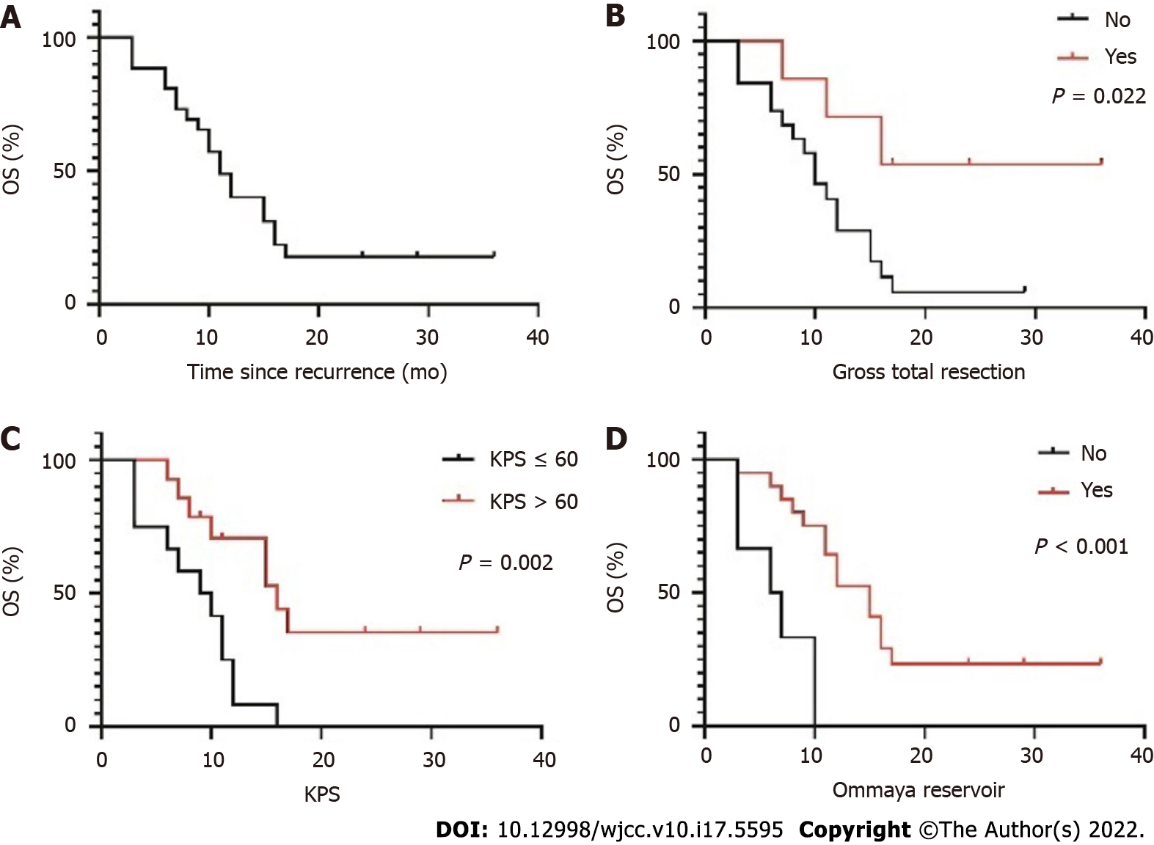 A
100
50
0
OS (%)
0 10 20 30 40
Time since recurrence (mo)
B
No
Yes
P = 0.022
100
50
0
OS (%)
0 10 20 30 40
Gross total resection
C
KPS ≤ 60
KPS > 60
P = 0.002
100
50
0
OS (%)
0 10 20 30 40
KPS
D
No
Yes
P < 0.001
100
50
0
OS (%)
0 10 20 30 40
Ommaya reservoir
DOI: 10.12998/wjcc.v10.i17.5595 Copyright ©The Author(s) 2022.